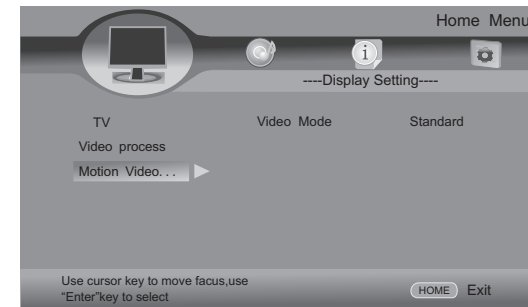 Home Menu
i
----Display Setting----
TV Video Mode Standard
Video process
Motion Video. . .
Use cursor key to move facus,use
“Enter”key to select
HOME Exit